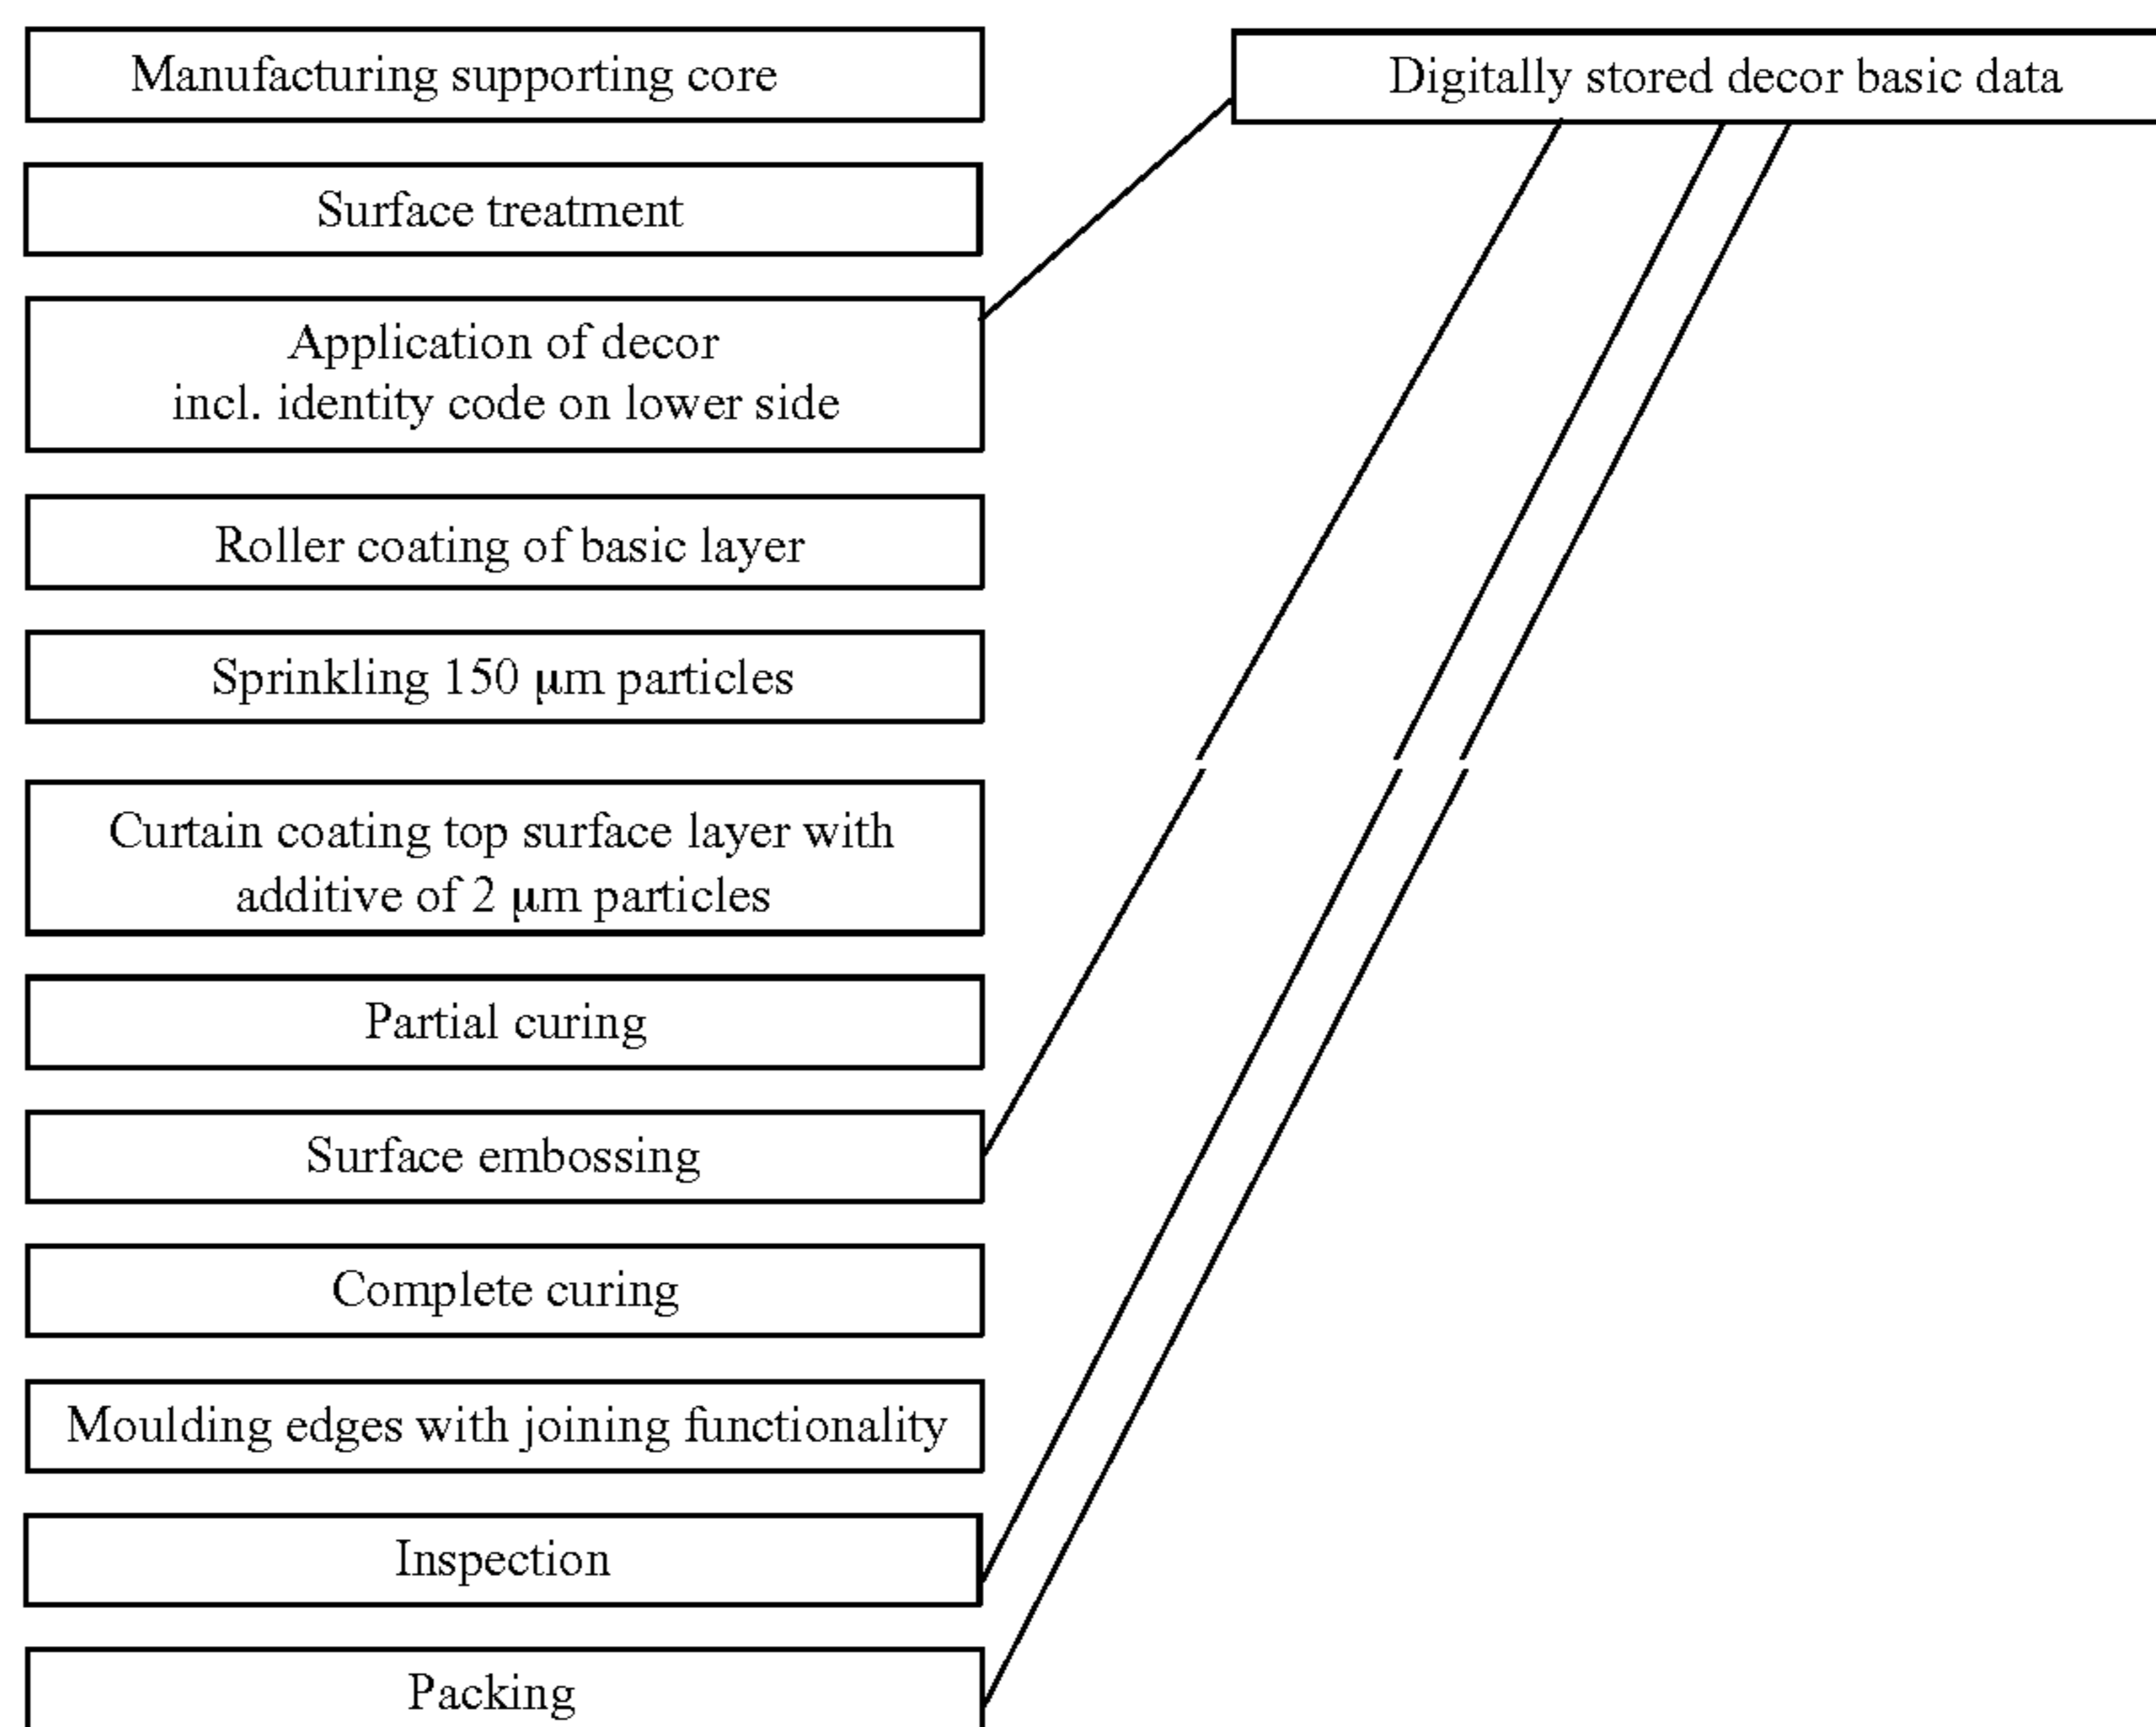 Manufacturing supporting core
Digitally stored decor basic data
Surface treatment
Application of decor
incl. identity code on lower side
Roller coating of basic layer
Sprinkling 150 μm particles
Curtain coating top surface layer with
additive of 2 μm particles
Partial curing
Surface embossing
Complete curing
Moulding edges with joining functionality
Inspection
Packing